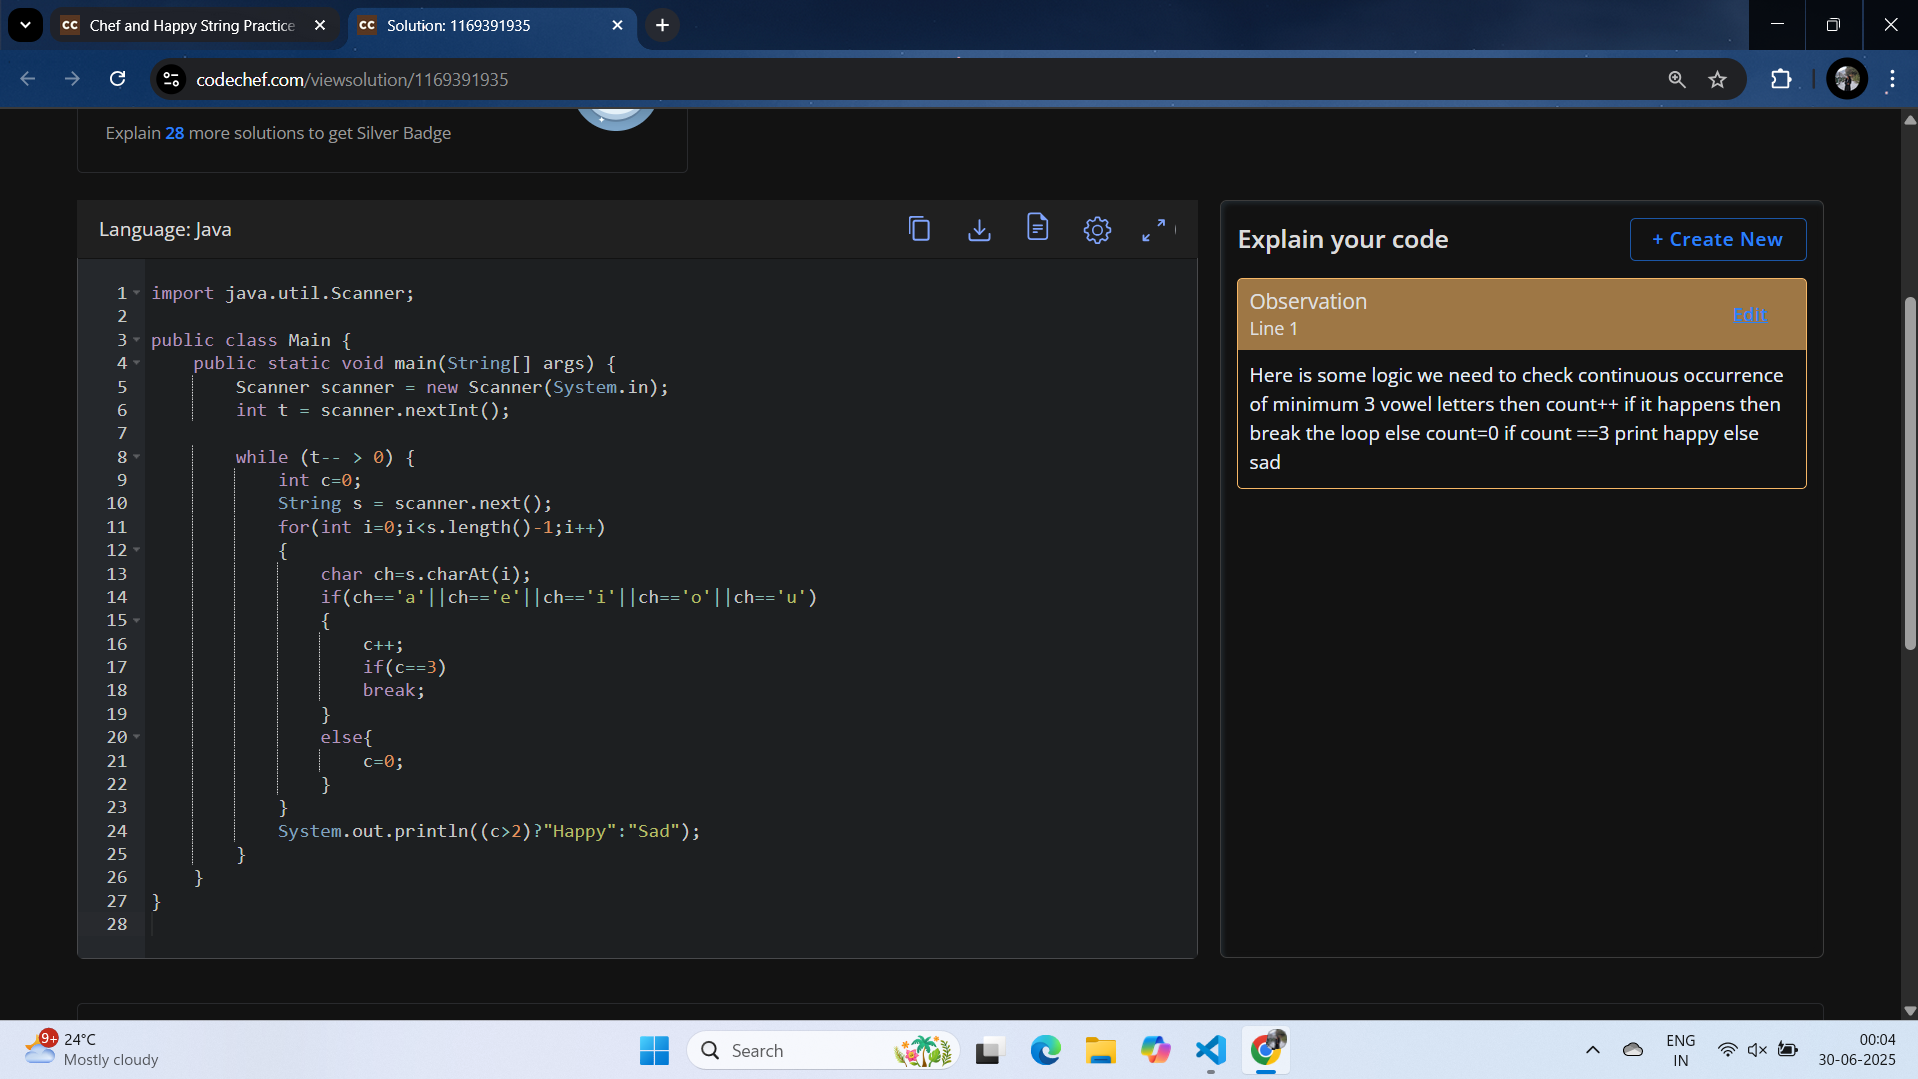 Chef and Happy String Practice
Solution: 1169391935
codechef.com/viewsolution/1169391935
Explain 28 more solutions to get Silver Badge
Language: Java
1 import java.util.Scanner;
2
3 public class Main {
4     public static void main(String[] args) {
5         Scanner scanner = new Scanner(System.in);
6         int t = scanner.nextInt();
7
8         while (t-- > 0) {
9             int c=0;
10             String s = scanner.next();
11             for(int i=0;i<s.length()-1;i++)
12             {
13                 char ch=s.charAt(i);
14                 if(ch=='a'||ch=='e'||ch=='i'||ch=='o'||ch=='u')
15                 {
16                     c++;
17                     if(c==3)
18                     break;
19                 }
20                 else{
21                     c=0;
22                 }
23             }
24             System.out.println((c>2)?"Happy":"Sad");
25         }
26     }
27 }
28
Explain your code
+ Create New
Observation
Line 1
Edit
Here is some logic we need to check continuous occurrence
of minimum 3 vowel letters then count++ if it happens then
break the loop else count=0 if count ==3 print happy else
sad
9+
24°C
Mostly cloudy
Search
ENG
IN
00:04
30-06-2025